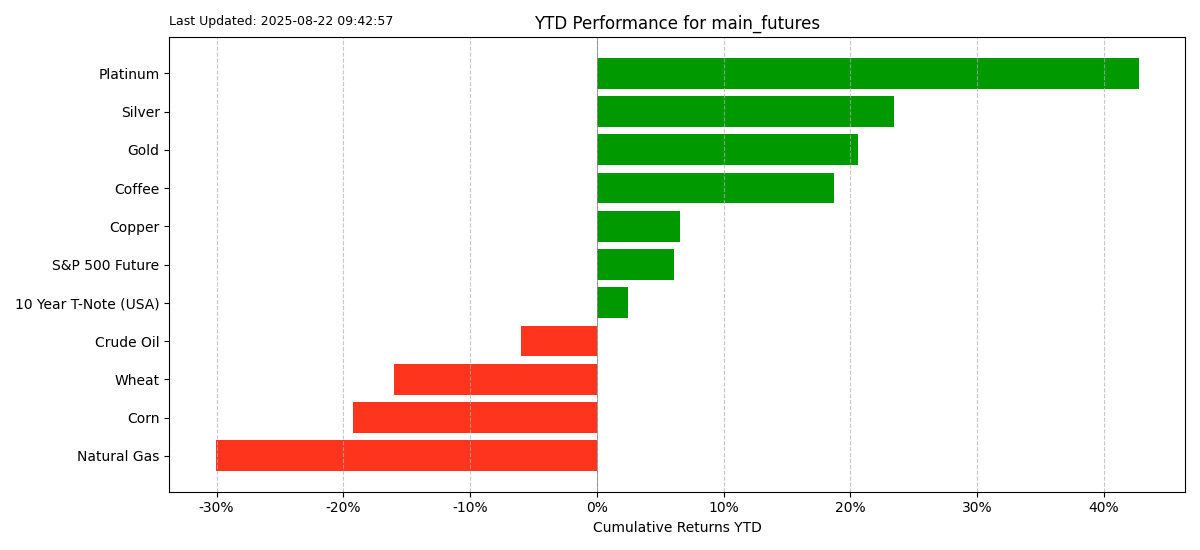 Last Updated: 2025-08-22 09:42:57
YTD Performance for main_futures
Platinum
Silver
Gold
Coffee
Copper
S&P 500 Future
10 Year T-Note (USA)
Crude Oil
Wheat
Corn
Natural Gas
-30% -20% -10% 0% 10% 20% 30% 40%
Cumulative Returns YTD